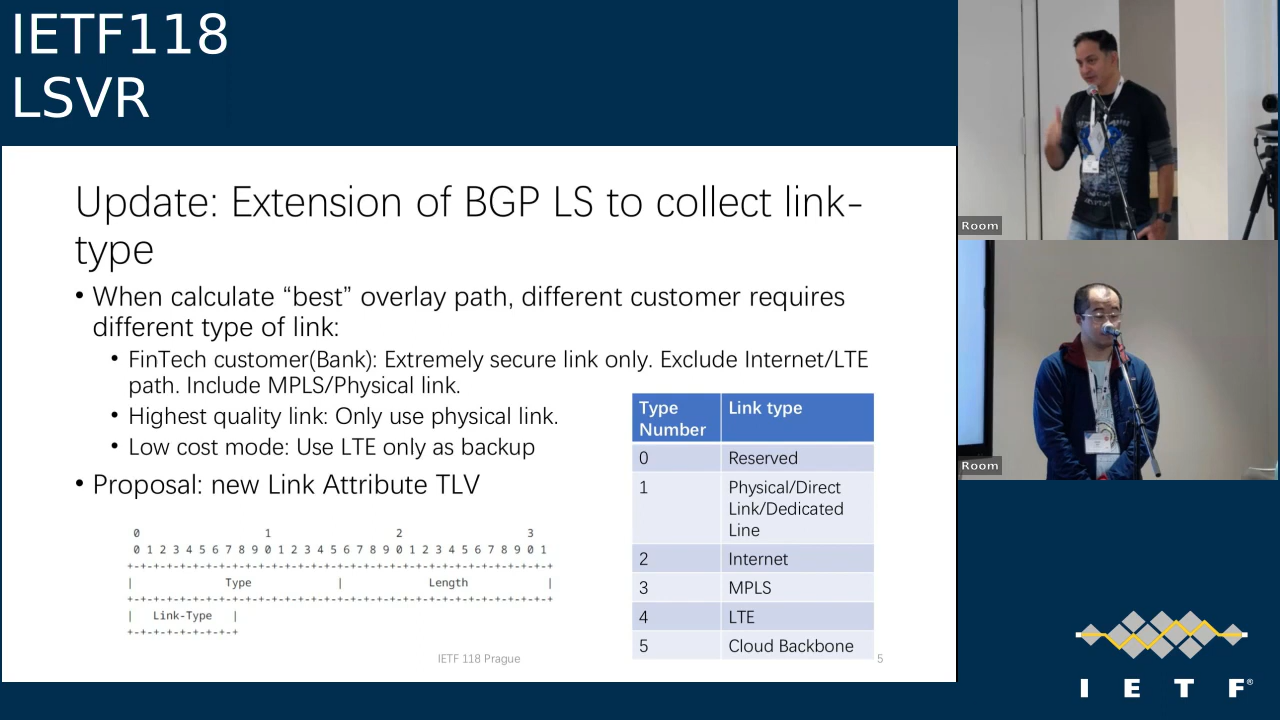 IETF118
LSVR
Update: Extension of BGP LS to collect link-
type
• When calculate “best” overlay path, different customer requires
different type of link:
• FinTech customer(Bank): Extremely secure link only. Exclude Internet/LTE
path. Include MPLS/Physical link.
• Highest quality link: Only use physical link.
• Low cost mode: Use LTE only as backup
• Proposal: new Link Attribute TLV
0 1 2 3
0 1 2 3 4 5 6 7 8 9 0 1 2 3 4 5 6 7 8 9 0 1 2 3 4 5 6 7 8 9 0 1
+-+-+-+-+-+-+-+-+-+-+-+-+-+-+-+-+-+-+-+-+-+-+-+-+-+-+-+-+-+-+-+-+
| Type | Length |
+-+-+-+-+-+-+-+-+-+-+-+-+-+-+-+-+-+-+-+-+-+-+-+-+-+-+-+-+-+-+-+-+
| Link-Type |
+-+-+-+-+-+-+-+-+
Type Number Link type
0 Reserved
1 Physical/Direct
Link/Dedicated
Line
2 Internet
3 MPLS
4 LTE
5 Cloud Backbone
IETF 118 Prague
5
Room
Room
I E T F®